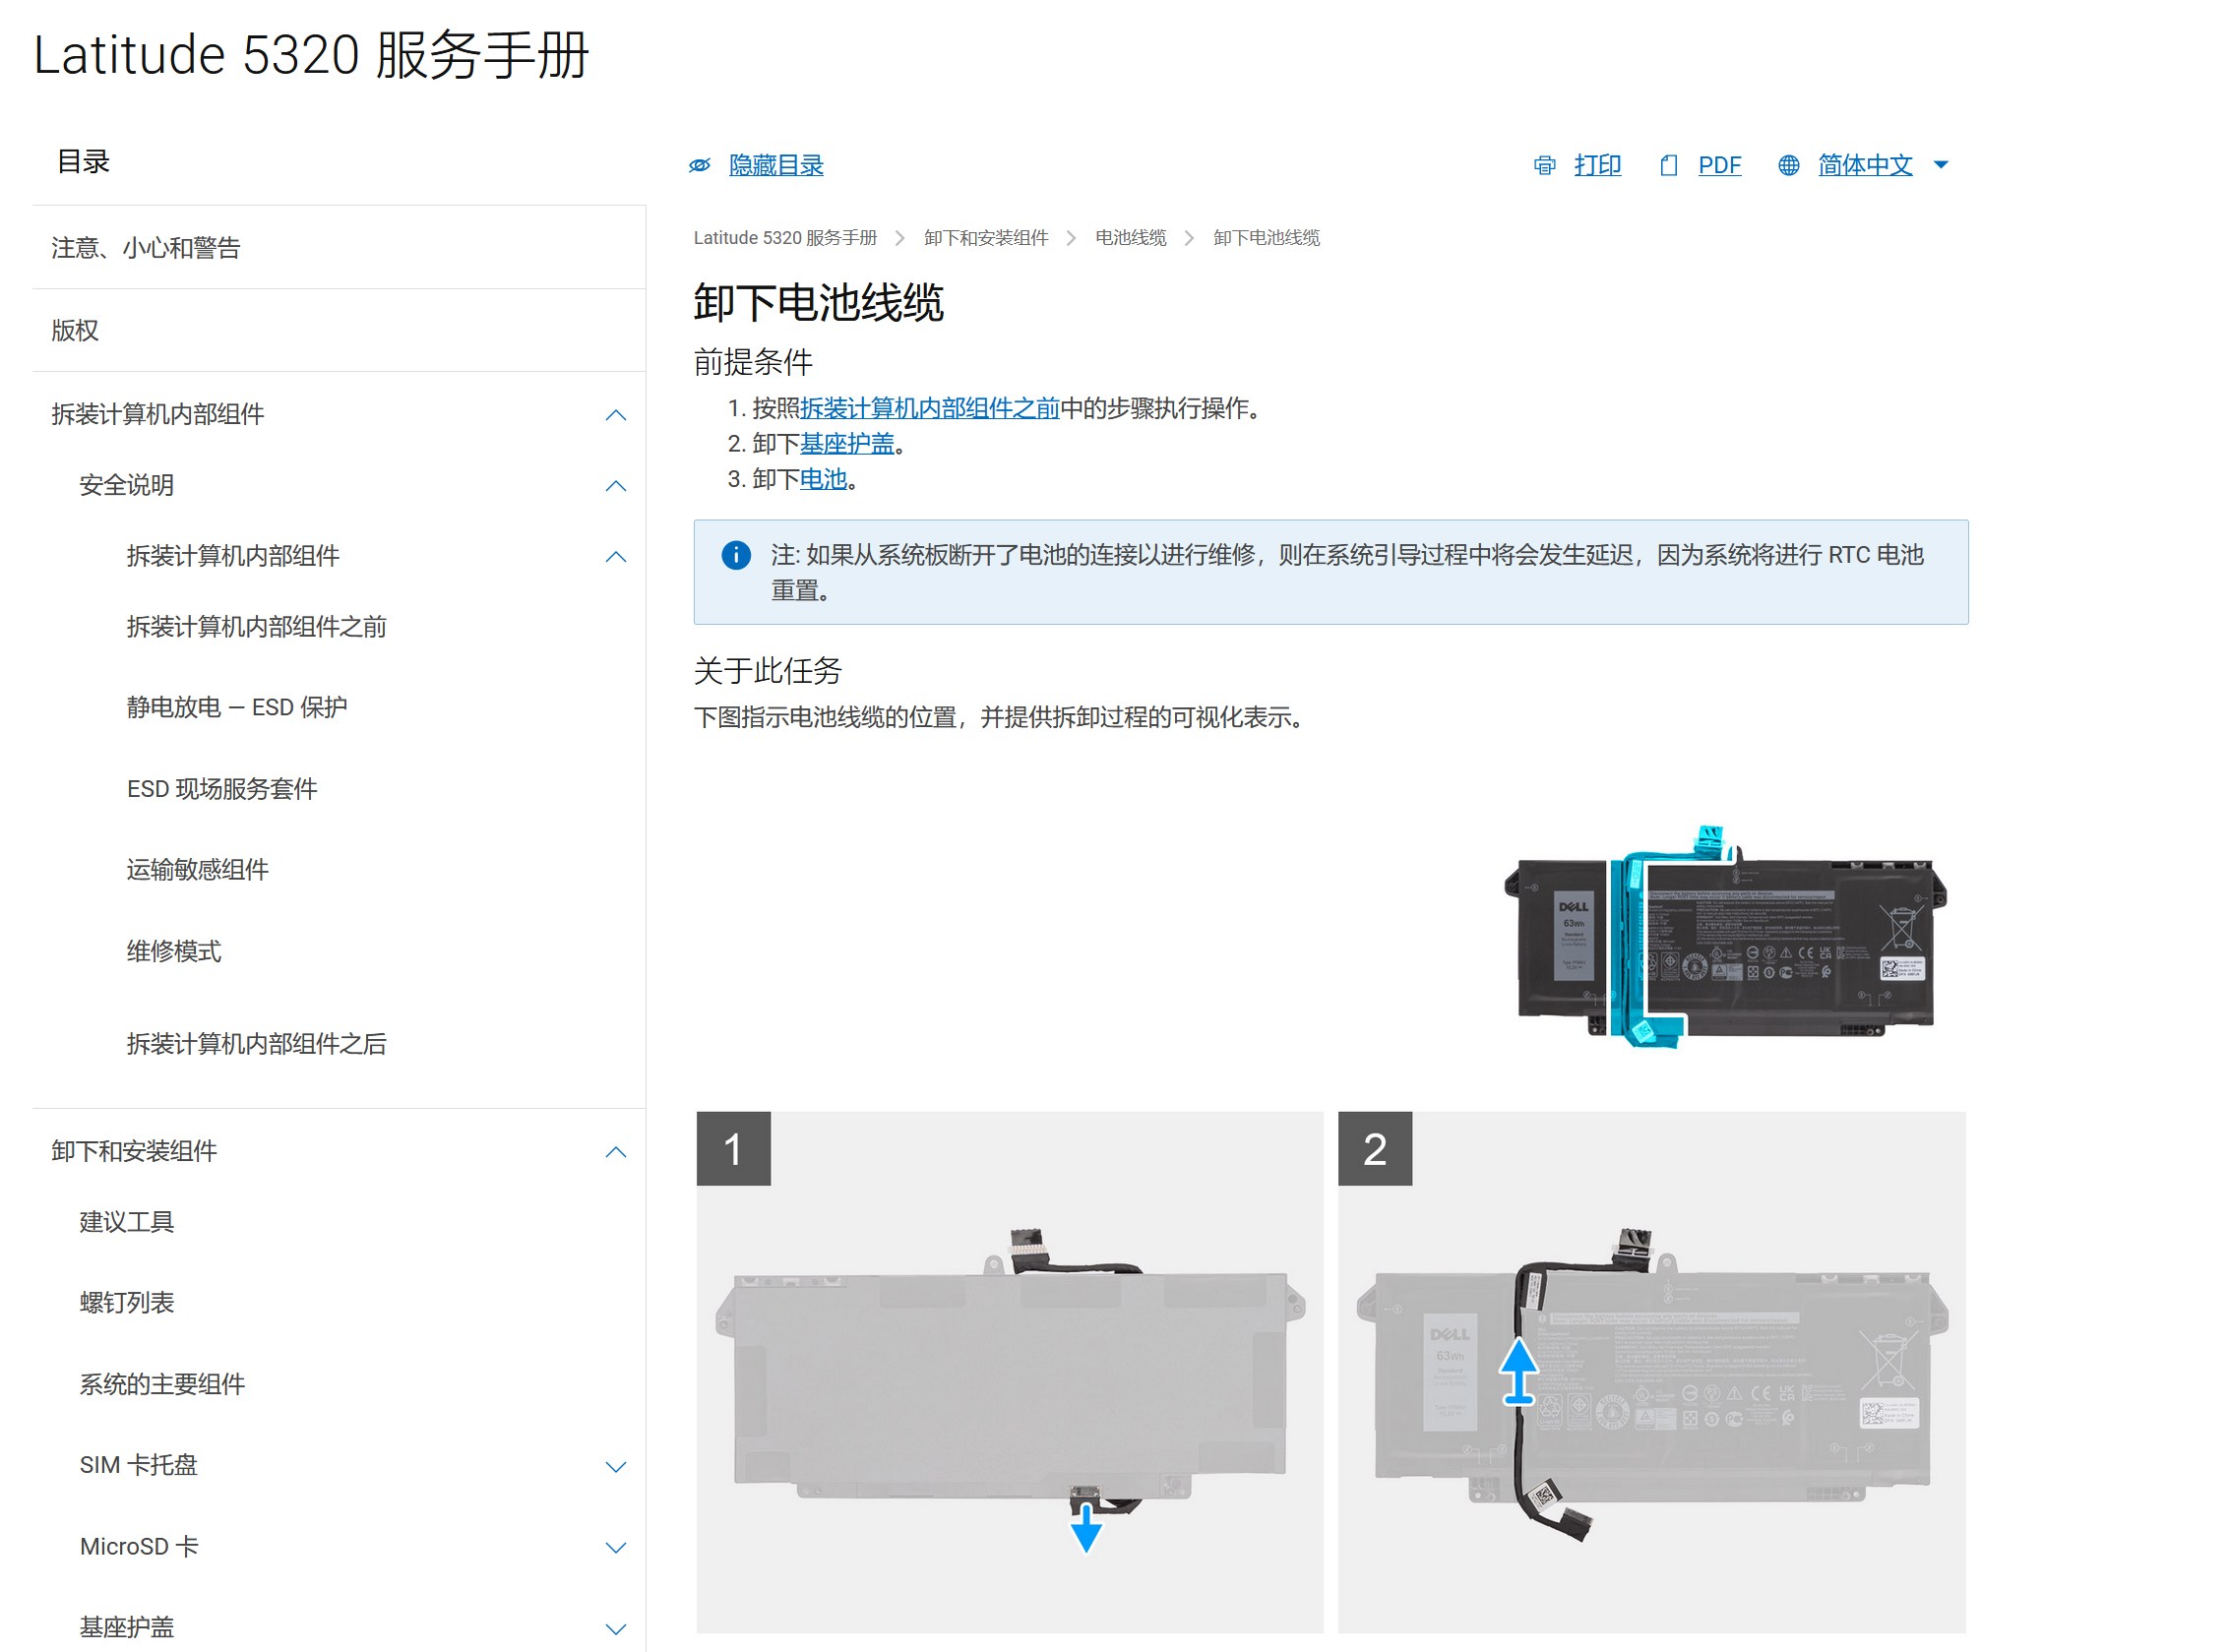 Latitude 5320 服务手册
目录
隐藏目录
打印
PDF
简体中文
注意、小心和警告
版权
拆装计算机内部组件
安全说明
拆装计算机内部组件
拆装计算机内部组件之前
静电放电 — ESD 保护
ESD 现场服务套件
运输敏感组件
维修模式
拆装计算机内部组件之后
卸下和安装组件
建议工具
螺钉列表
系统的主要组件
SIM 卡托盘
MicroSD 卡
基座护盖
Latitude 5320 服务手册 > 卸下和安装组件 > 电池线缆 > 卸下电池线缆
卸下电池线缆
前提条件
1. 按照拆装计算机内部组件之前中的步骤执行操作。
2. 卸下基座护盖。
3. 卸下电池。
注: 如果从系统板断开了电池的连接以进行维修，则在系统引导过程中将会发生延迟，因为系统将进行 RTC 电池
重置。
关于此任务
下图指示电池线缆的位置，并提供拆卸过程的可视化表示。
DELL
63Wh
1
2
DELL
63Wh